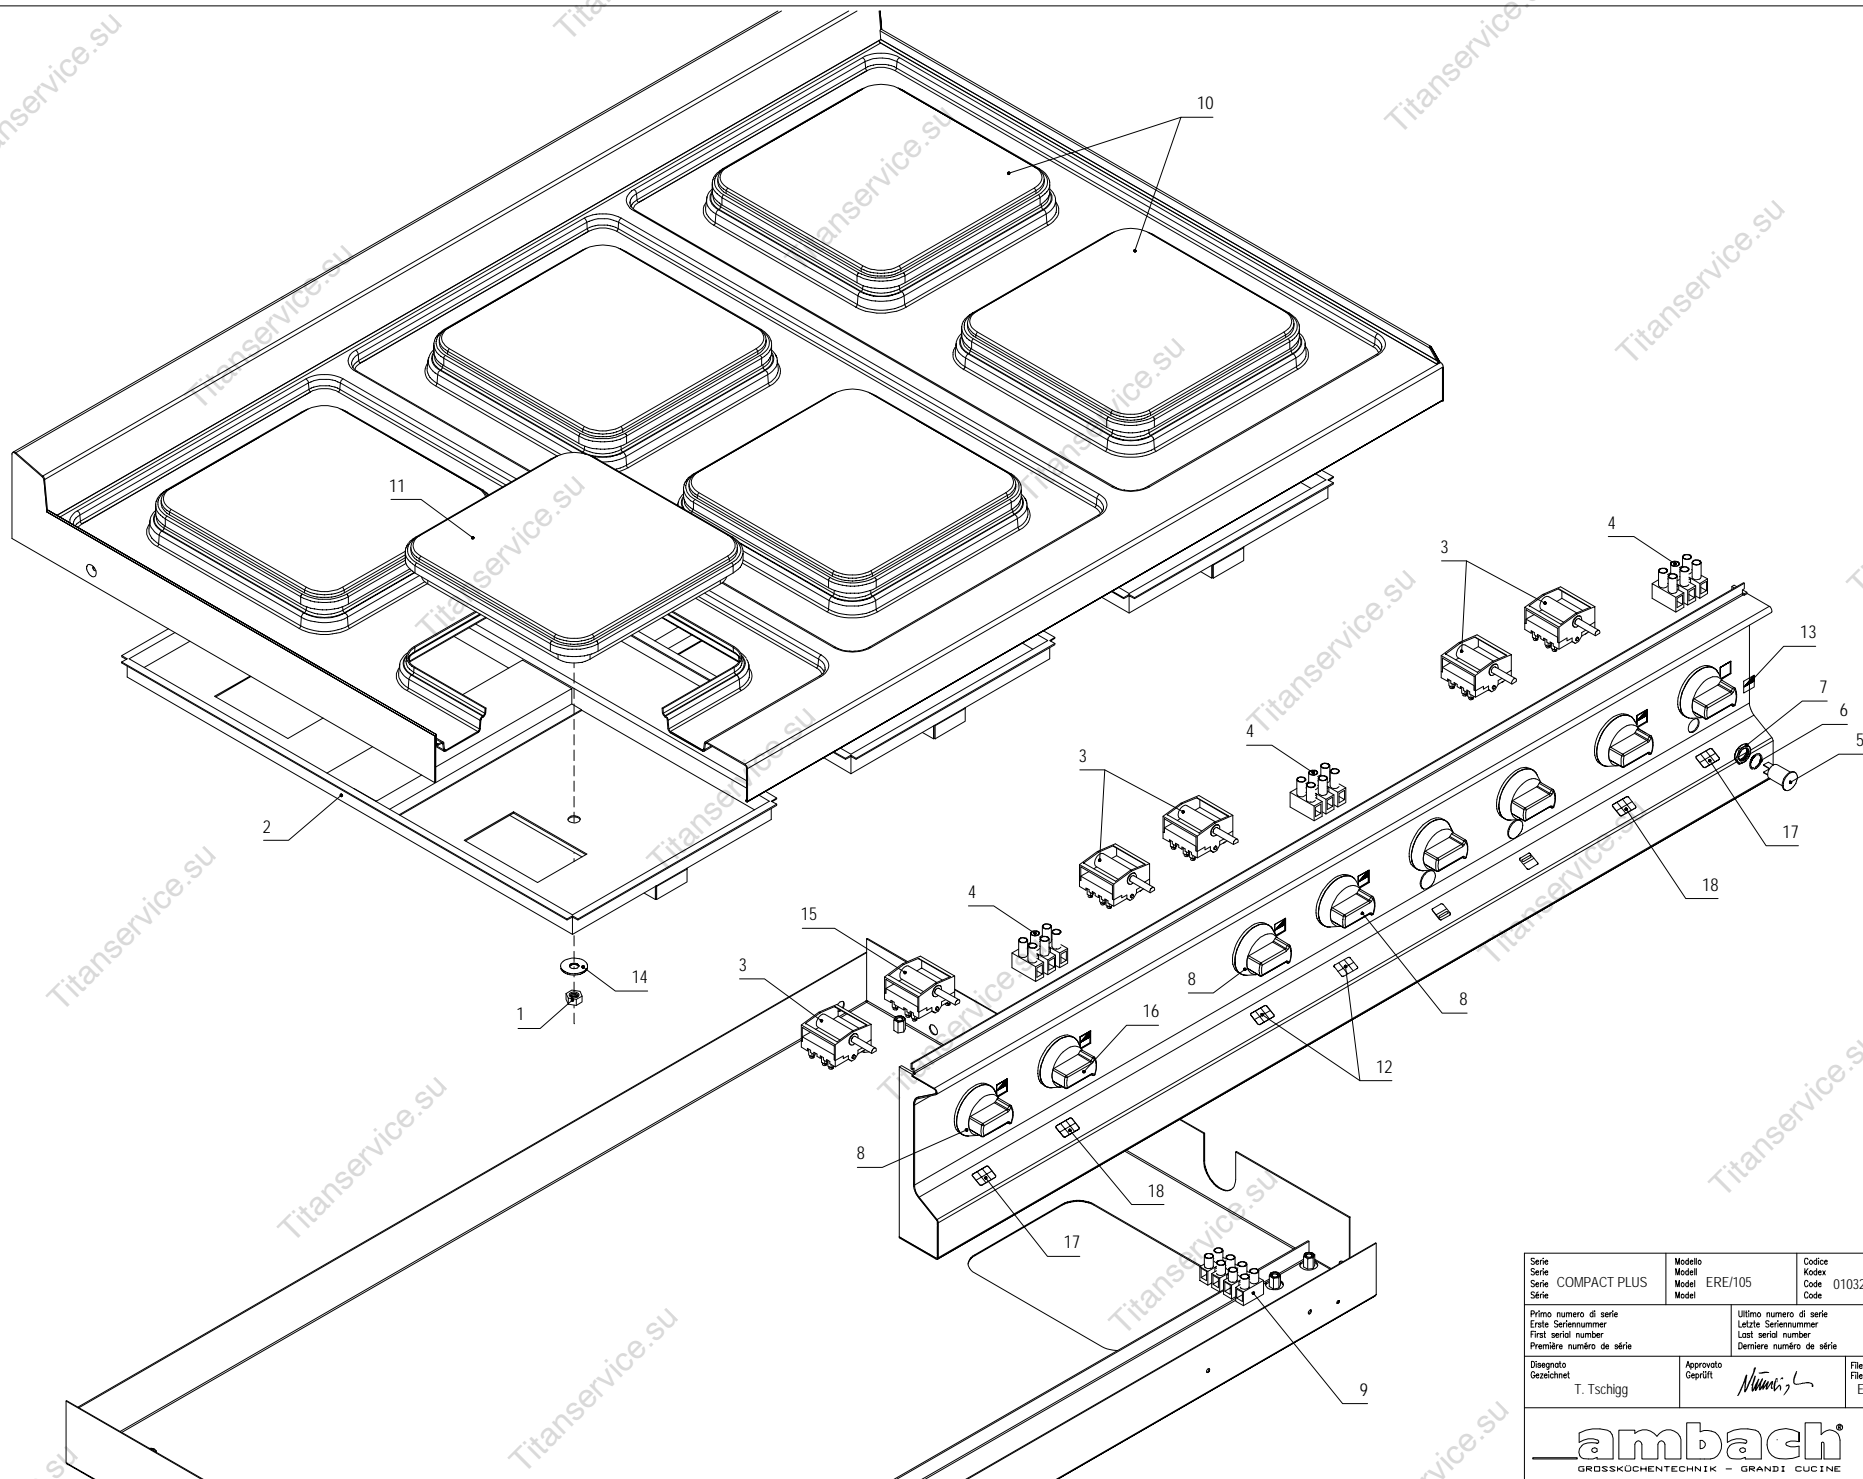 10
11
4
3
13
7
6
5
4
3
2
17
18
4
15
3
14
1
8
16
8
12
8
18
17
9
Serie
Serie
Serie COMPACT PLUS
Série
Modello
Modell
Model ERE/105
Model
Codice
Kodex
Code 01032
Code
Primo numero di serie
Erste Seriennummer
First serial number
Première numéro de série
Ultimo numero di serie
Letzte Seriennummer
Last serial number
Derniere numéro de série
Disegnato
Gezeichnet
T. Tschigg
Approvato
Geprüft
File
File
E
ambach®
GROSSKÜCHENTECHNIK – GRANDI CUCINE
Titanservice.su